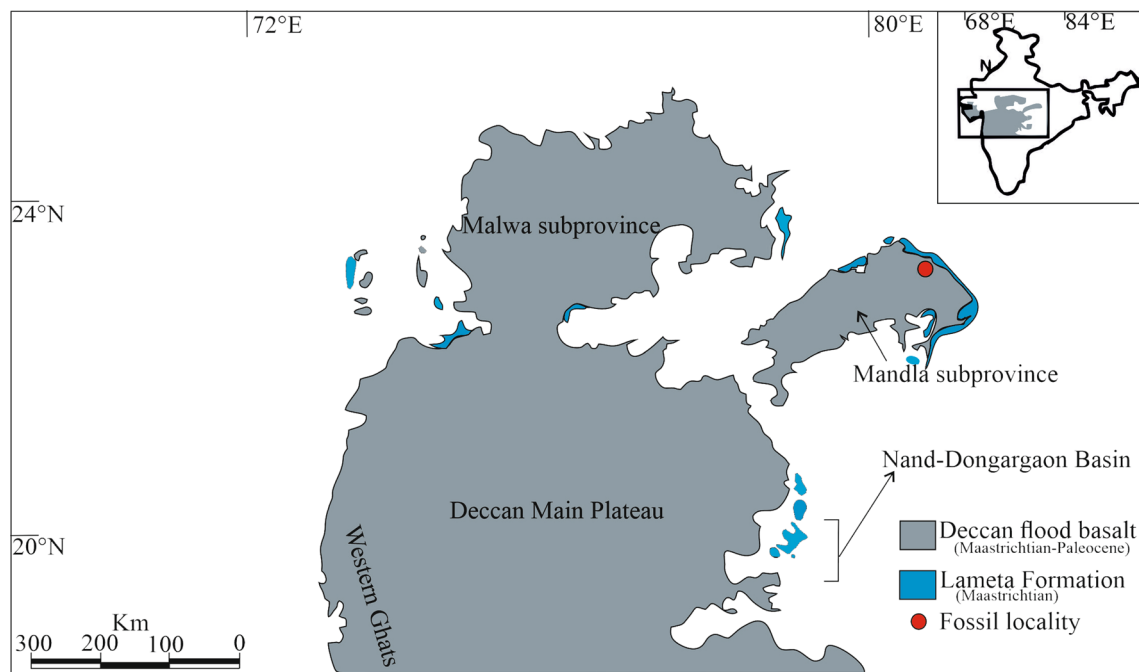 72°E
80°E
68°E
84°E
N
24°N
Malwa subprovince
Mandla subprovince
Nand-Dongargaon Basin
Deccan Main Plateau
20°N
Western Ghats
Deccan flood basalt
(Maastrichtian-Paleocene)
Lameta Formation
(Maastrichtian)
Fossil locality
Km
300 200 100 0